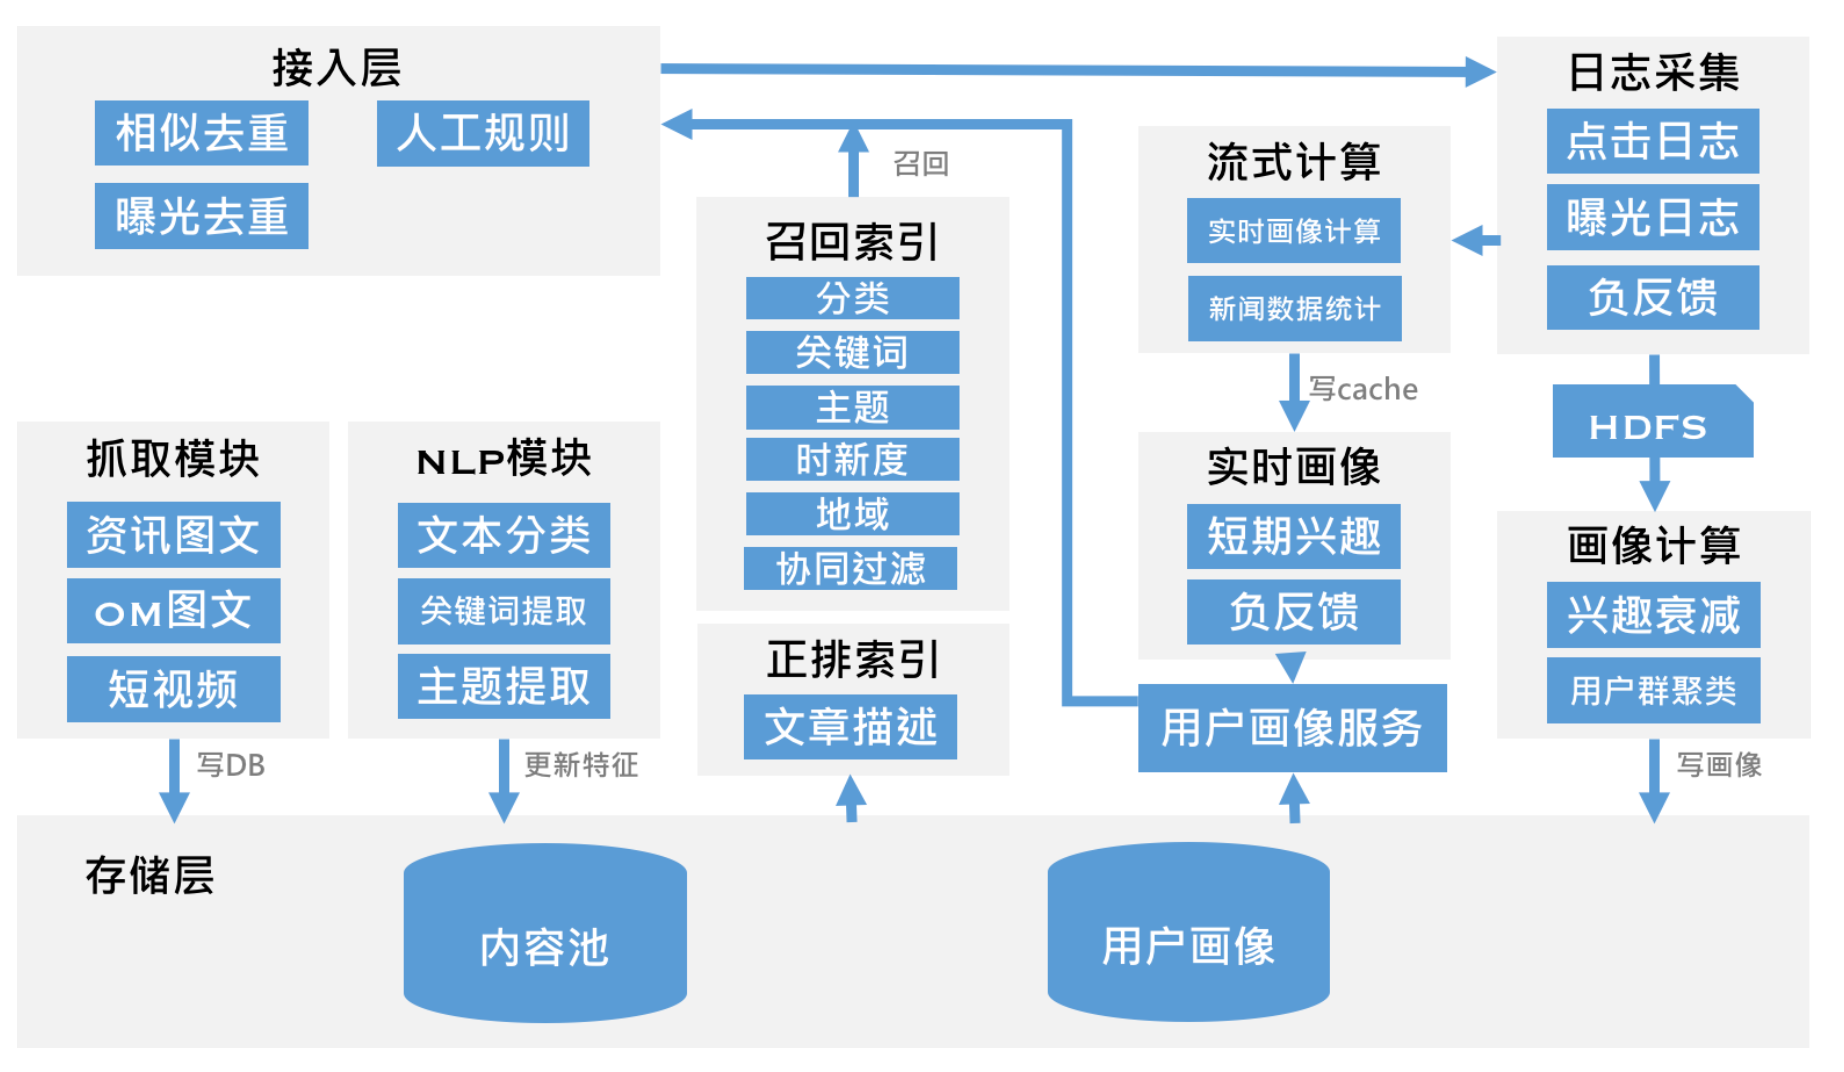 接入层
相似去重
人工规则
曝光去重
召回
召回索引
分类
关键词
主题
时新度
地域
协同过滤
正排索引
文章描述
流式计算
实时画像计算
新闻数据统计
写cache
实时画像
短期兴趣
负反馈
用户画像服务
日志采集
点击日志
曝光日志
负反馈
HDFS
画像计算
兴趣衰减
用户群聚类
写画像
抓取模块
资讯图文
OM图文
短视频
写DB
NLP模块
文本分类
关键词提取
主题提取
更新特征
存储层
内容池
用户画像